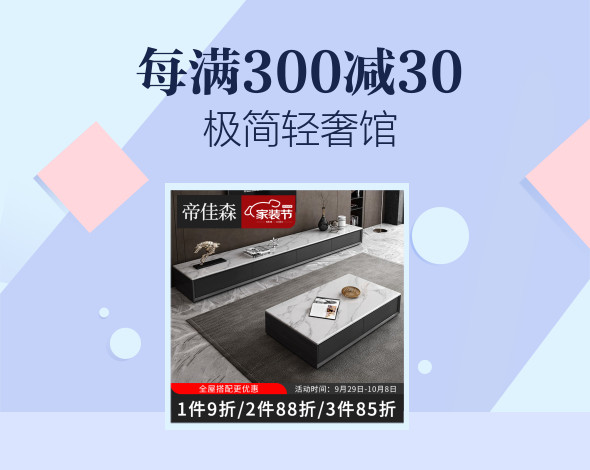 每满300减30
极简轻奢馆
帝佳森
家装节
全屋搭配更优惠
活动时间：9月29日-10月8日
1件9折/2件88折/3件85折